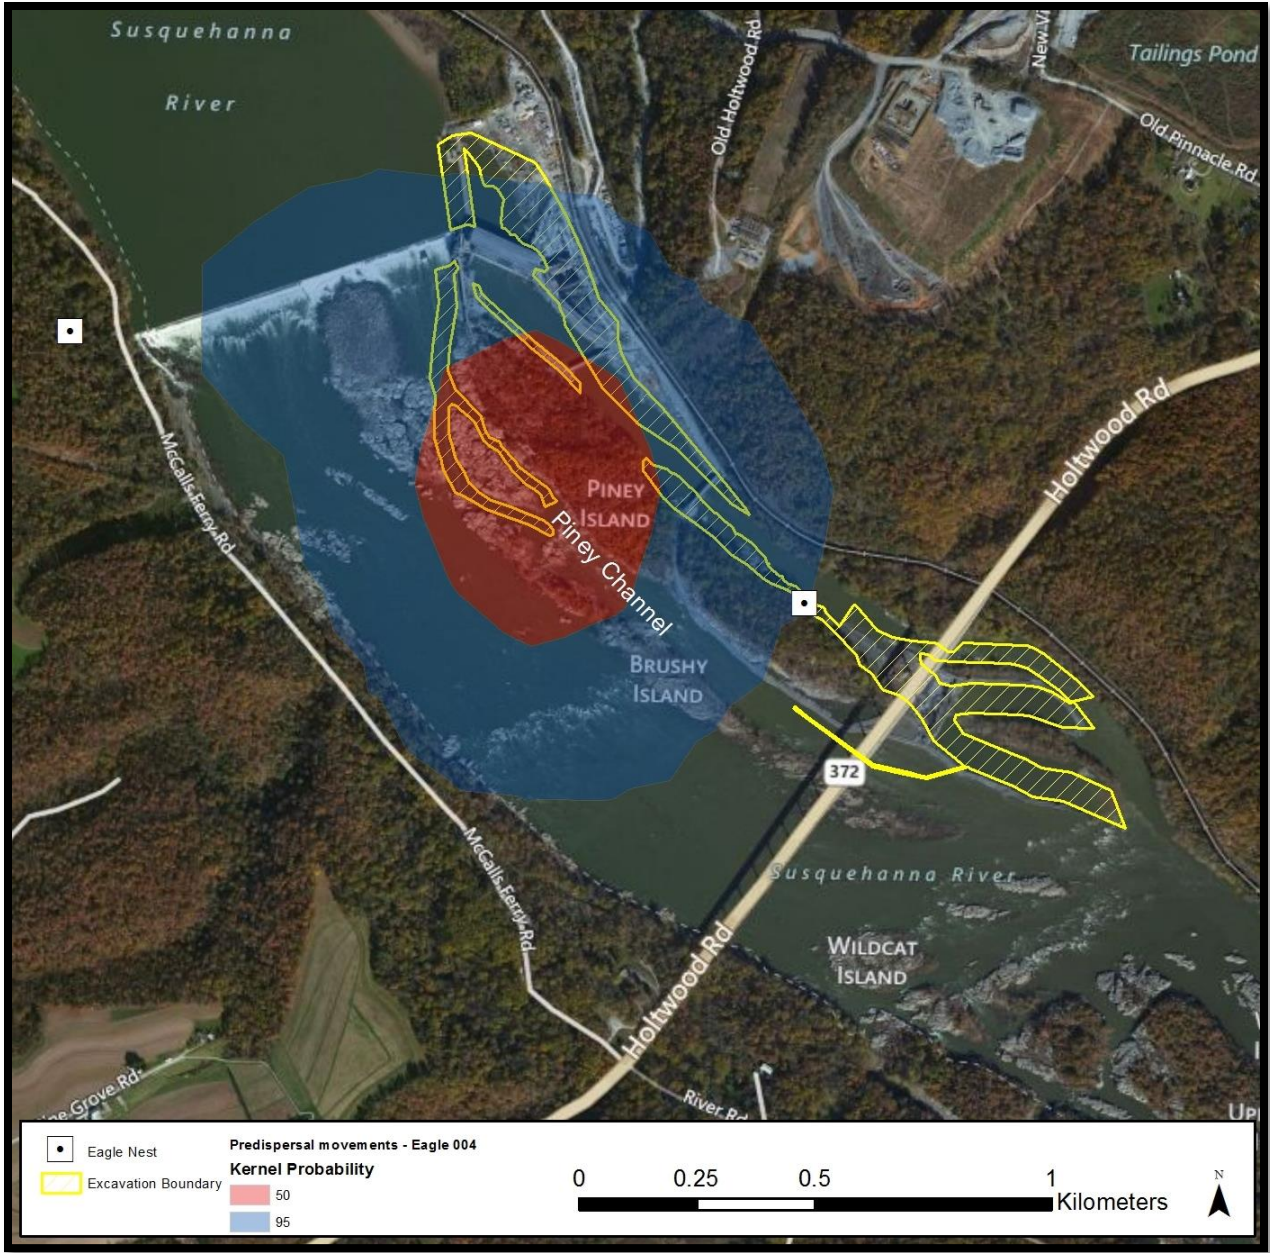 Susquehanna
River
Old Holtwood Rd
Tailings Pond
Old Pinnacle Rd
Holtwood Rd
McCalls Ferry Rd
PINEY
ISLAND
Piney Channel
BRUSHY
ISLAND
372
Susquehanna River
McCalls Ferry Rd
WILDCAT
ISLAND
Holtwood Rd
Grove Rd
River Rd
Eagle Nest
Excavation Boundary
Predispersal movements - Eagle 004
Kernel Probability
50
95
0 0.25 0.5 1
Kilometers
N